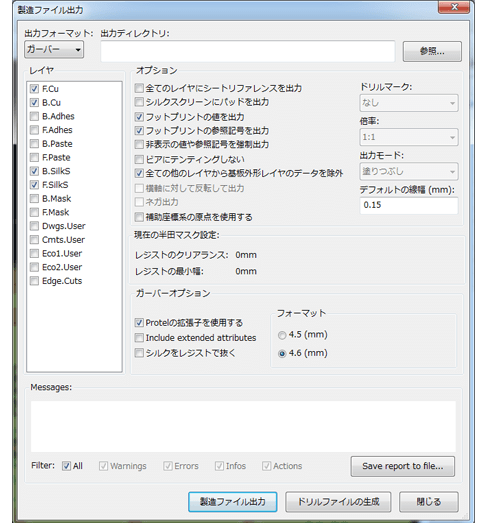 製造ファイル出力
出力フォーマット:
出力ディレクトリ:
ガーバー
参照...
レイヤ
F.Cu
B.Cu
B.Adhes
F.Adhes
B.Paste
F.Paste
B.SilkS
F.SilkS
B.Mask
F.Mask
Dwgs.User
Cmts.User
Eco1.User
Eco2.User
Edge.Cuts
オプション
全てのレイヤにシートリファレンスを出力
シルクスクリーンにパッドを出力
フットプリントの値を出力
フットプリントの参照記号を出力
非表示の値や参照記号を強制出力
ビアにテンティングしない
全ての他のレイヤから基板外形レイヤのデータを除外
横軸に対して反転して出力
ネガ出力
補助座標系の原点を使用する
ドリルマーク:
なし
倍率:
1:1
出力モード:
塗りつぶし
デフォルトの線幅 (mm):
0.15
現在の半田マスク設定:
レジストのクリアランス: 0mm
レジストの最小幅: 0mm
ガーバーオプション
Protelの拡張子を使用する
Include extended attributes
シルクをレジストで抜く
フォーマット
4.5 (mm)
4.6 (mm)
Messages:
Filter: All Warnings Errors Infos Actions
Save report to file...
製造ファイル出力
ドリルファイルの生成
閉じる